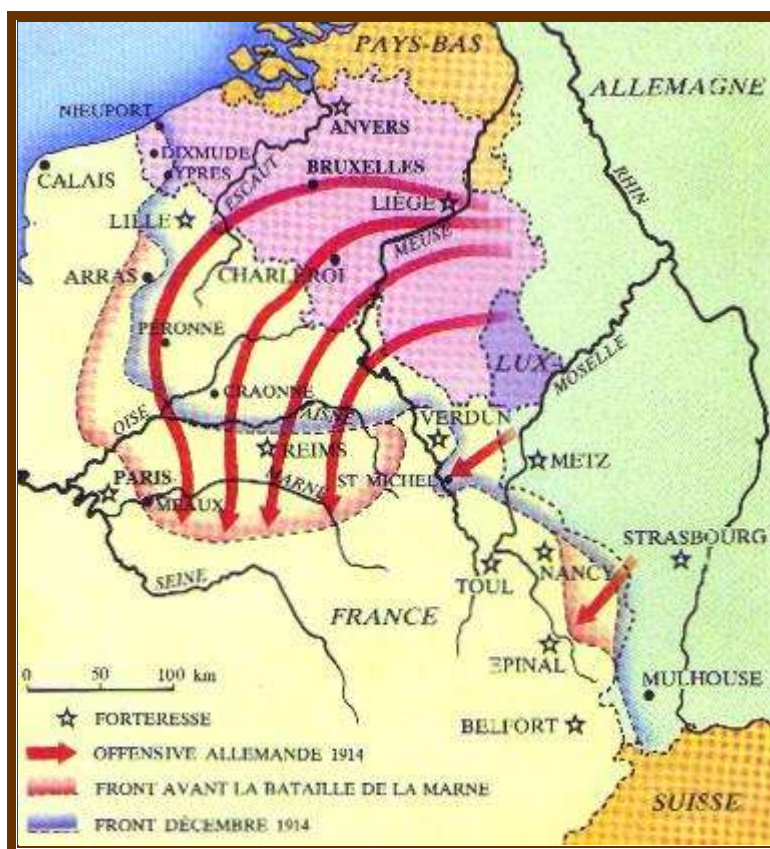 PAYS-BAS
ALLEMAGNE
NIEUPORT
ANVERS
DIXMUDE
YPRES
BRUXELLES
CALAIS
ESCAUT
RHIN
LILLE
LIÉGE
MEUSE
ARRAS
CHARLEROI
PÉRONNE
LUX.
MOSELLE
CRAONNE
OISE
AISNE
VERDUN
REIMS
METZ
PARIS
MARNE
ST MICHEL
MEAUX
STRASBOURG
SEINE
TOUL
NANCY
FRANCE
EPINAL
0 50 100 km
MULHOUSE
FORTERESSE
BELFORT
OFFENSIVE ALLEMANDE 1914
FRONT AVANT LA BATAILLE DE LA MARNE
SUISSE
FRONT DÉCEMBRE 1914